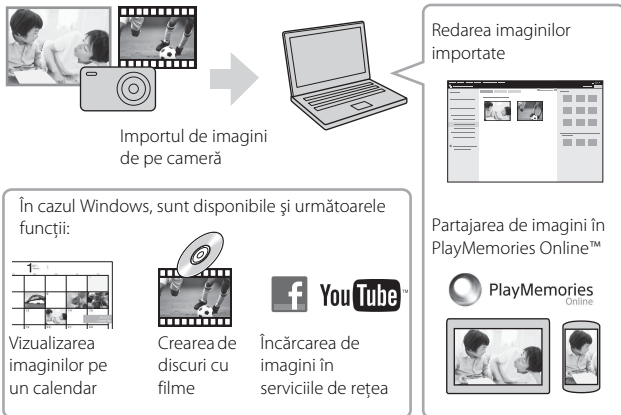 Importul de imagini
de pe cameră
Redarea imaginilor
importate
Partajarea de imagini în
PlayMemories Online™
PlayMemories
Online
În cazul Windows, sunt disponibile şi următoarele
funcţii:
1
Vizualizarea
imaginilor pe
un calendar
Crearea de
discuri cu
filme
f YouTube™
Încărcarea de
imagini în
serviciile de reţea